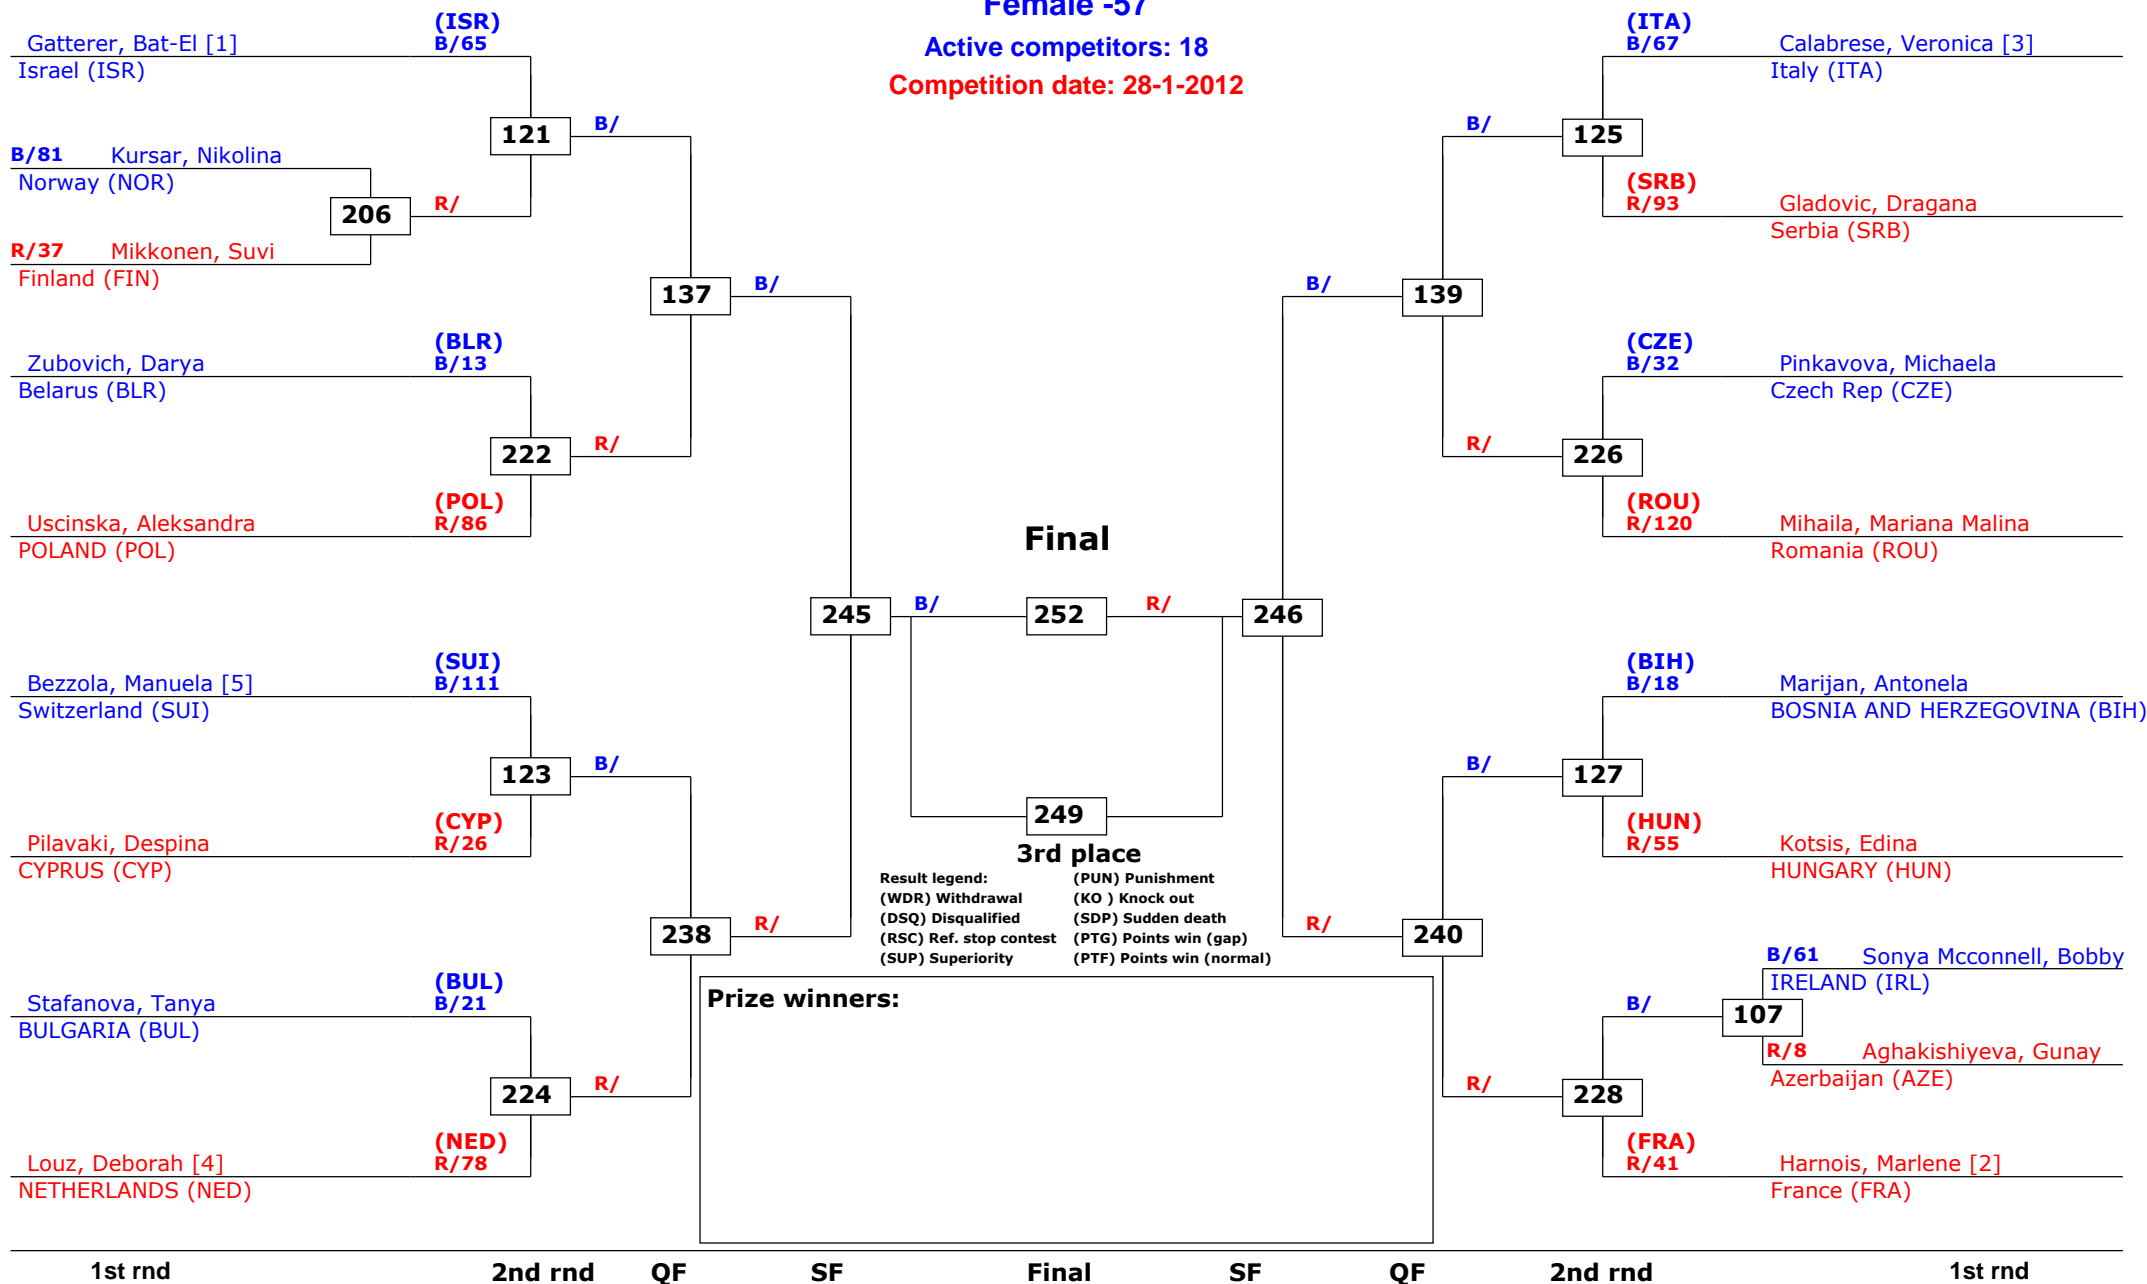 Female -57
Active competitors: 18
Competition date: 28-1-2012
(ISR)
Gatterer, Bat-El [1] B/65
Israel (ISR)
121
B/
B/81 Kursar, Nikolina
Norway (NOR)
206
R/
R/37 Mikkonen, Suvi
Finland (FIN)
137
B/
(BLR)
Zubovich, Darya B/13
Belarus (BLR)
222
R/
(POL)
Uscinska, Aleksandra R/86
POLAND (POL)
245
B/
(SUI)
Bezzola, Manuela [5] B/111
Switzerland (SUI)
123
B/
(CYP)
Pilavaki, Despina R/26
CYPRUS (CYP)
238
R/
(BUL)
Stafanova, Tanya B/21
BULGARIA (BUL)
224
R/
(NED)
Louz, Deborah [4] R/78
NETHERLANDS (NED)
Final
252
R/
249
3rd place
Result legend: (PUN) Punishment
(WDR) Withdrawal (KO ) Knock out
(DSQ) Disqualified (SDP) Sudden death
(RSC) Ref. stop contest (PTG) Points win (gap)
(SUP) Superiority (PTF) Points win (normal)
Prize winners:
(ITA)
B/67 Calabrese, Veronica [3]
Italy (ITA)
B/
125
(SRB)
R/93 Gladovic, Dragana
Serbia (SRB)
B/
139
(CZE)
B/32 Pinkavova, Michaela
Czech Rep (CZE)
R/
226
(ROU)
R/120 Mihaila, Mariana Malina
Romania (ROU)
246
(BIH)
B/18 Marijan, Antonela
BOSNIA AND HERZEGOVINA (BIH)
B/
127
(HUN)
R/55 Kotsis, Edina
HUNGARY (HUN)
R/
240
B/61 Sonya Mcconnell, Bobby
IRELAND (IRL)
B/
107
R/8 Aghakishiyeva, Gunay
Azerbaijan (AZE)
R/
228
(FRA)
R/41 Harnois, Marlene [2]
France (FRA)
1st rnd 2nd rnd QF SF Final SF QF 2nd rnd 1st rnd